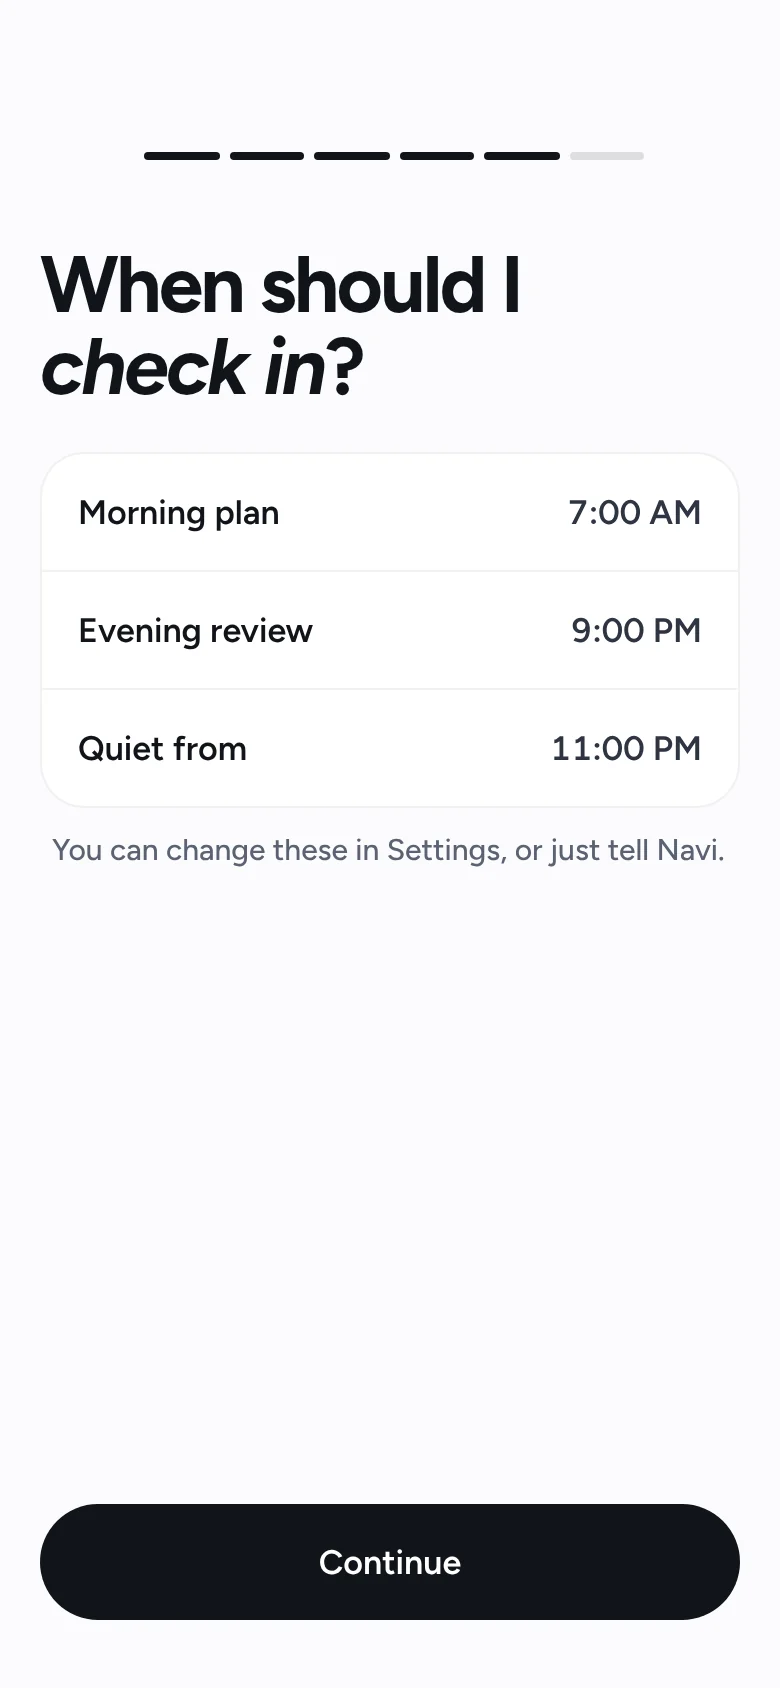 When should I
check in?
Morning plan 7:00 AM
Evening review 9:00 PM
Quiet from 11:00 PM
You can change these in Settings, or just tell Navi.
Continue